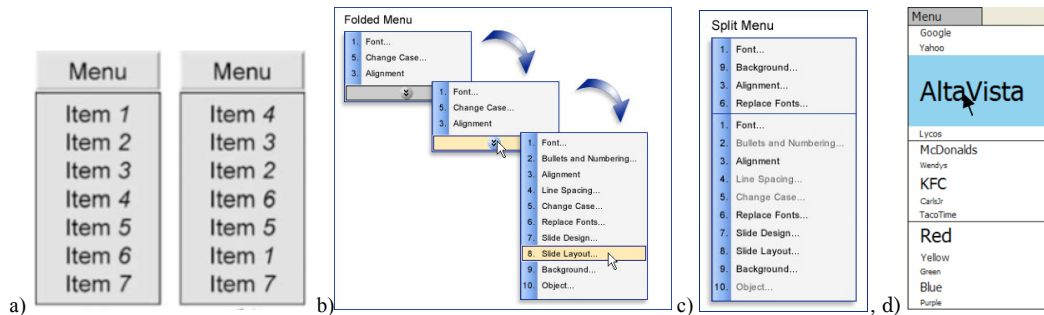 Menu
Item 1
Item 2
Item 3
Item 4
Item 5
Item 6
Item 7
Menu
Item 4
Item 3
Item 2
Item 6
Item 5
Item 1
Item 7
a)
Folded Menu
1. Font...
5. Change Case...
3. Alignment
1. Font...
5. Change Case...
3. Alignment
1. Font...
2. Bullets and Numbering...
3. Alignment
4. Line Spacing...
5. Change Case...
6. Replace Fonts...
7. Slide Design...
8. Slide Layout...
9. Background...
10. Object...
b)
Split Menu
1. Font...
9. Background...
3. Alignment...
6. Replace Fonts...
1. Font...
2. Bullets and Numbering...
3. Alignment
4. Line Spacing...
5. Change Case...
6. Replace Fonts...
7. Slide Design...
8. Slide Layout...
9. Background...
10. Object...
c)
Menu
Google
Yahoo
AltaVista
Lycos
McDonalds
Wendys
KFC
CarlsJr
TacoTime
Red
Yellow
Green
Blue
Purple
, d)